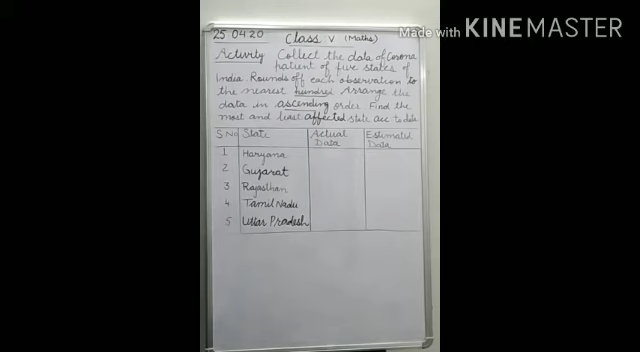 Made with KINEMASTER
25 04.20 Class V (Maths)
Activity Collect the data of Corona
patient of five states of
India Rounds off each observation to
the nearest hundred Arrange the
data in ascending order Find the
most and least affected state acc to data
S.No State Actual Data Estimated Data
1 Haryana
2 Gujarat
3 Rajasthan
4 Tamil Nadu
5 Uttar Pradesh